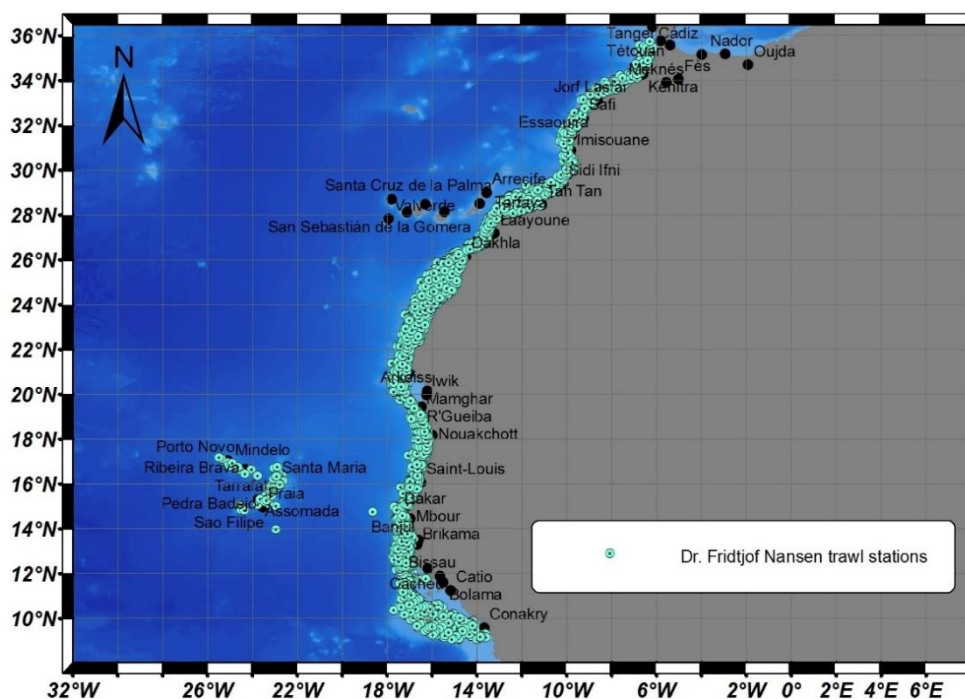 36°N
34°N
32°N
30°N
28°N
26°N
24°N
22°N
20°N
18°N
16°N
14°N
12°N
10°N
N
Tanger Cádiz
Tétouan
Nador
Oujda
Meknés
Fès
Jorf Lasfar
Kenitra
Safi
Essaouira
Imisouane
Sidi Ifni
Arrecife
Santa Cruz de la Palma
Tan Tan
Valverde
Tarfaya
San Sebastián de la Gomera
Laayoune
Dakhla
Arkeiss
Iwik
Mamghar
R'Gueiba
Nouakchott
Porto Novo
Mindelo
Ribeira Brava
Santa Maria
Saint-Louis
Tarrafal
Praia
Pedra Badejo
Assomada
Dakar
Sao Filipe
Mbour
Banjul
Brikama
Bissau
Catio
Bolama
Conakry
Dr. Fridtjof Nansen trawl stations
32°W
26°W
22°W
18°W
14°W
10°W
6°W
2°W
0°
2°E
4°E
6°E